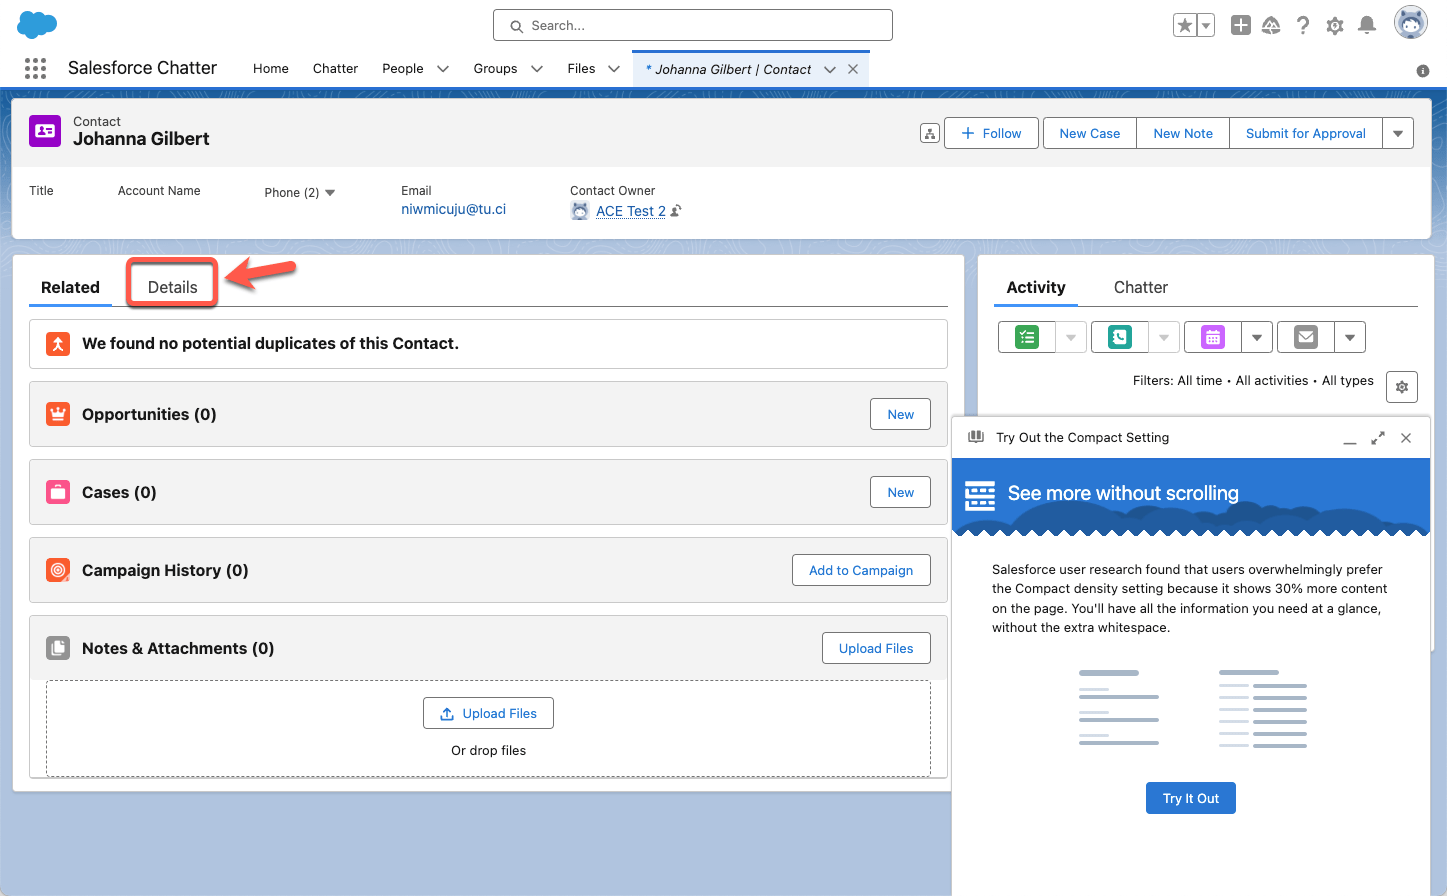 Search...
Salesforce Chatter
Home
Chatter
People
Groups
Files
* Johanna Gilbert | Contact
Contact
Johanna Gilbert
Follow
New Case
New Note
Submit for Approval
Title
Account Name
Phone (2)
Email
niwmicuju@tu.ci
Contact Owner
ACE Test 2
Related
Details
We found no potential duplicates of this Contact.
Opportunities (0)
New
Cases (0)
New
Campaign History (0)
Add to Campaign
Notes & Attachments (0)
Upload Files
Upload Files
Or drop files
Activity
Chatter
Filters: All time • All activities • All types
Try Out the Compact Setting
See more without scrolling
Salesforce user research found that users overwhelmingly prefer
the Compact density setting because it shows 30% more content
on the page. You'll have all the information you need at a glance,
without the extra whitespace.
Try It Out